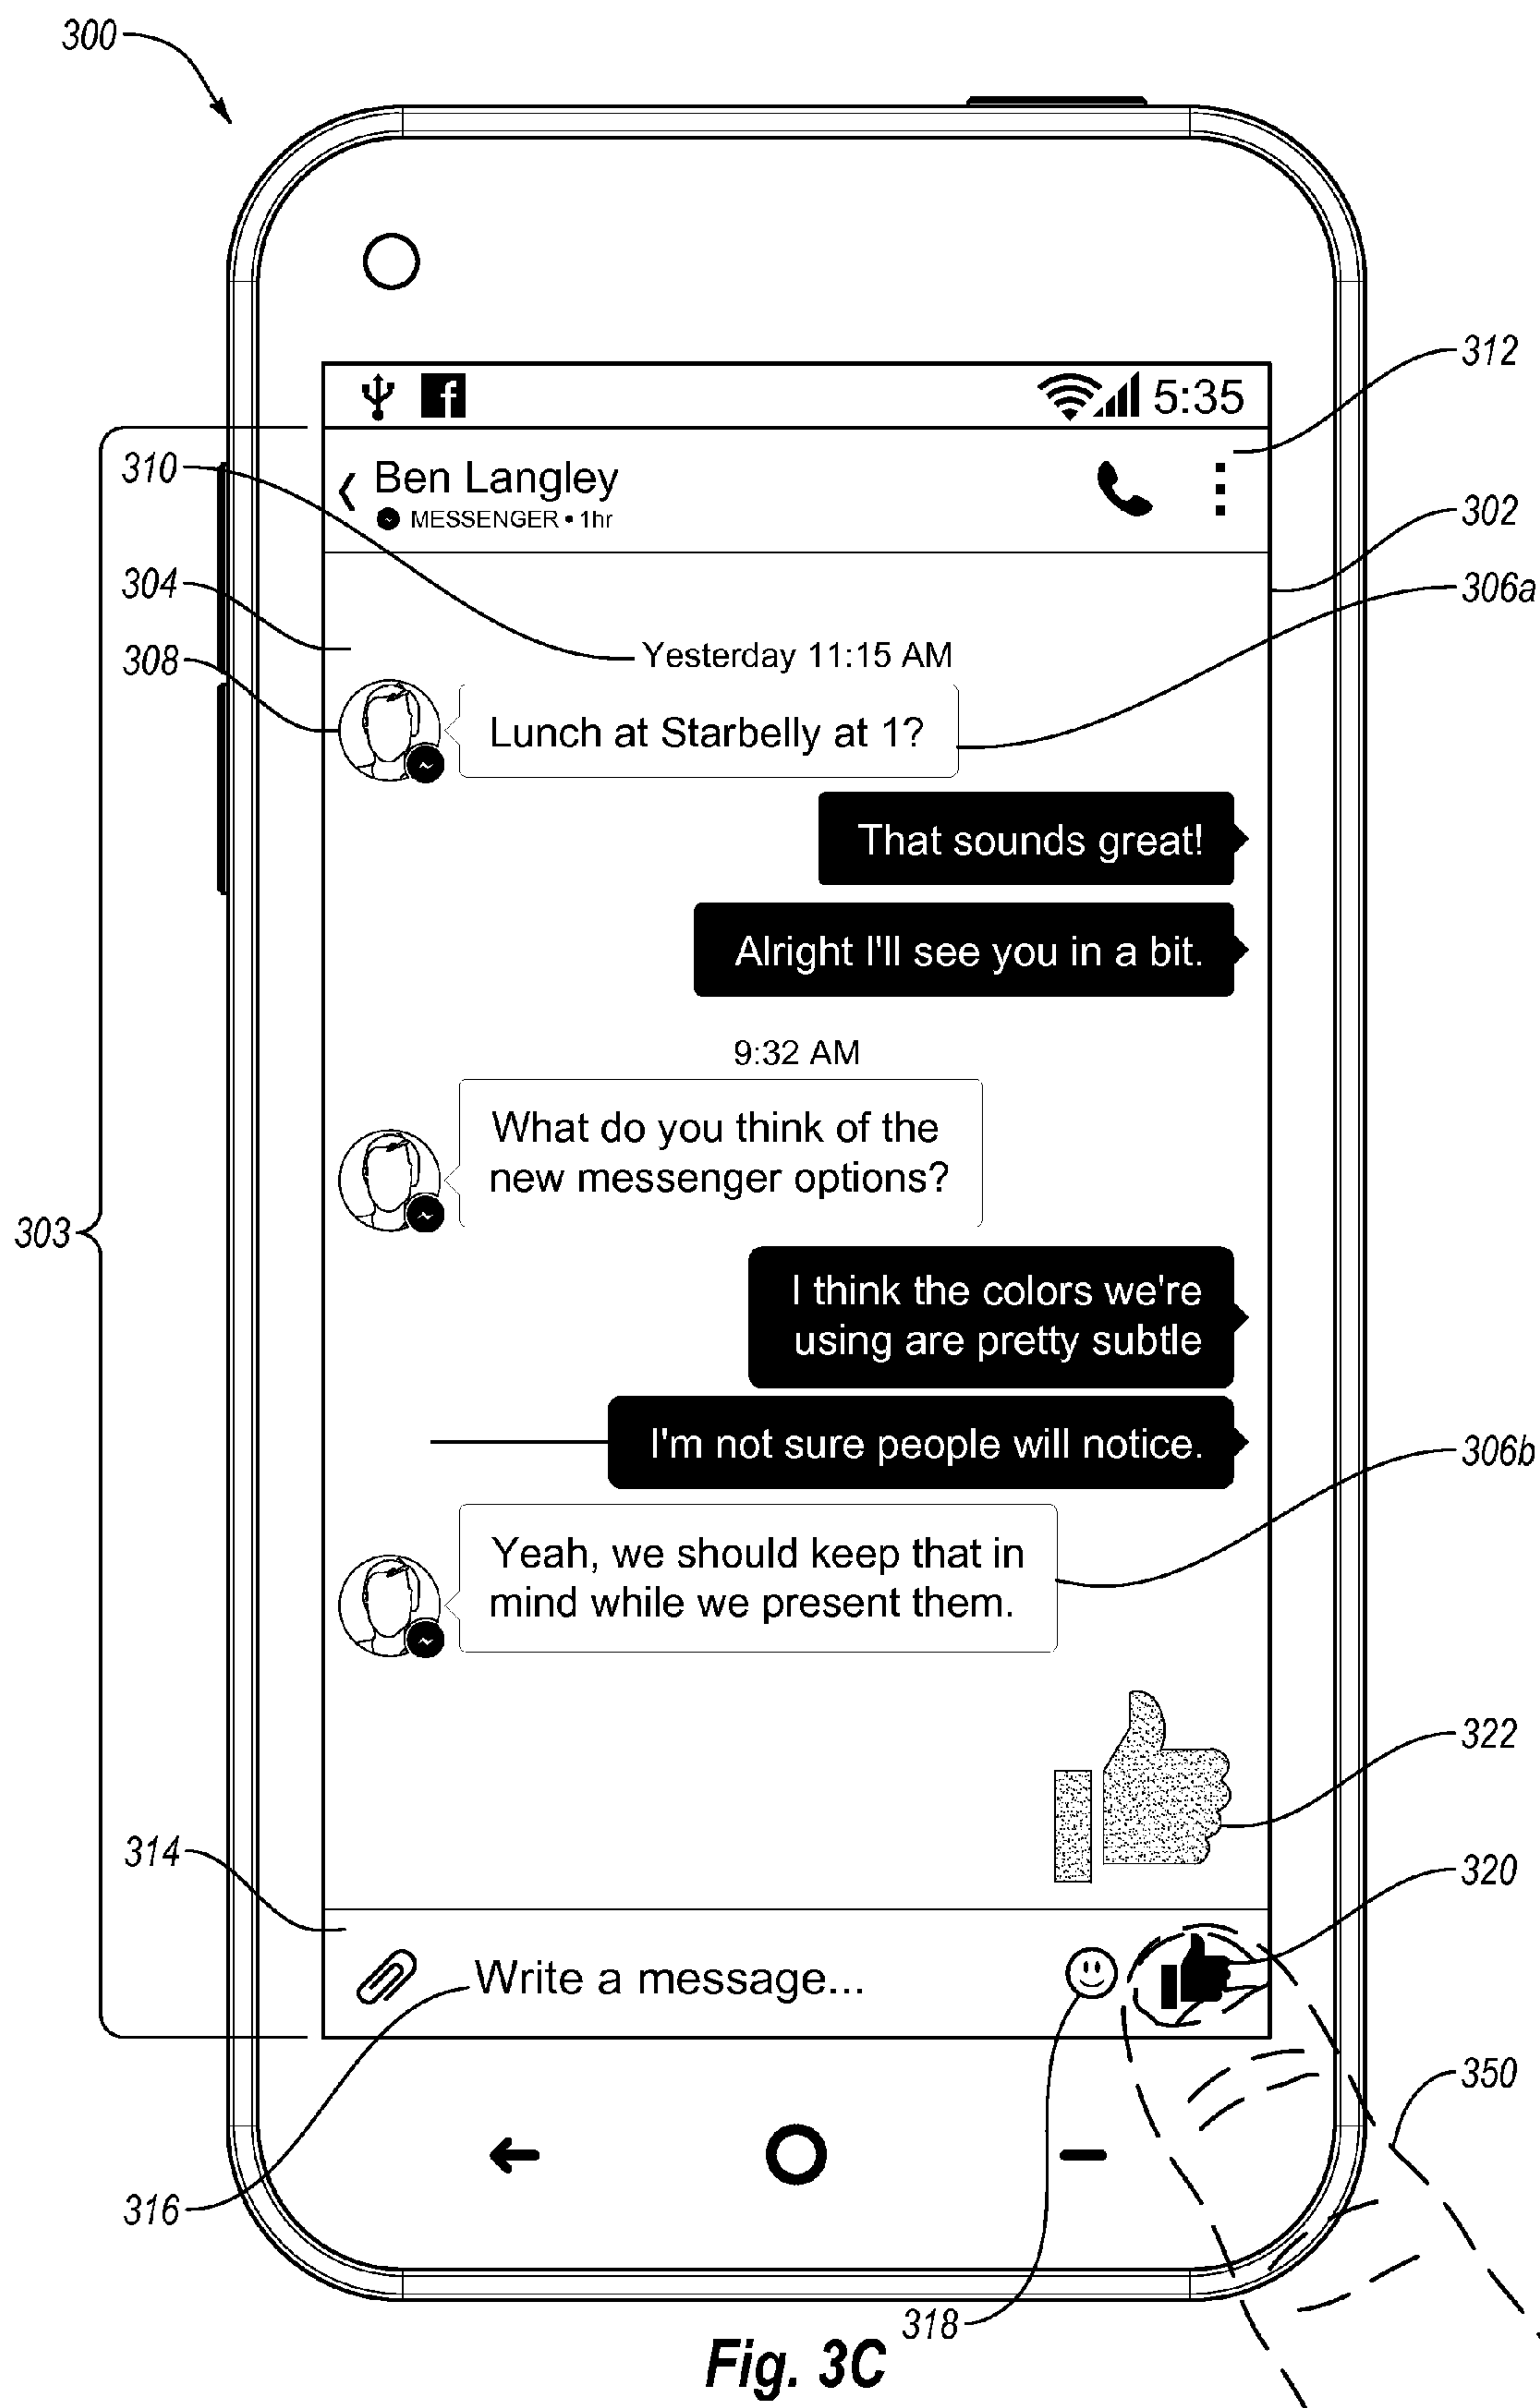 300
312
f 5:35
310
Ben Langley
MESSENGER • 1hr
302
304
306a
308
Yesterday 11:15 AM
Lunch at Starbelly at 1?
That sounds great!
Alright I'll see you in a bit.
9:32 AM
What do you think of the
new messenger options?
303
I think the colors we're
using are pretty subtle
I'm not sure people will notice.
306b
Yeah, we should keep that in
mind while we present them.
322
314
320
Write a message...
350
316
318
Fig. 3C